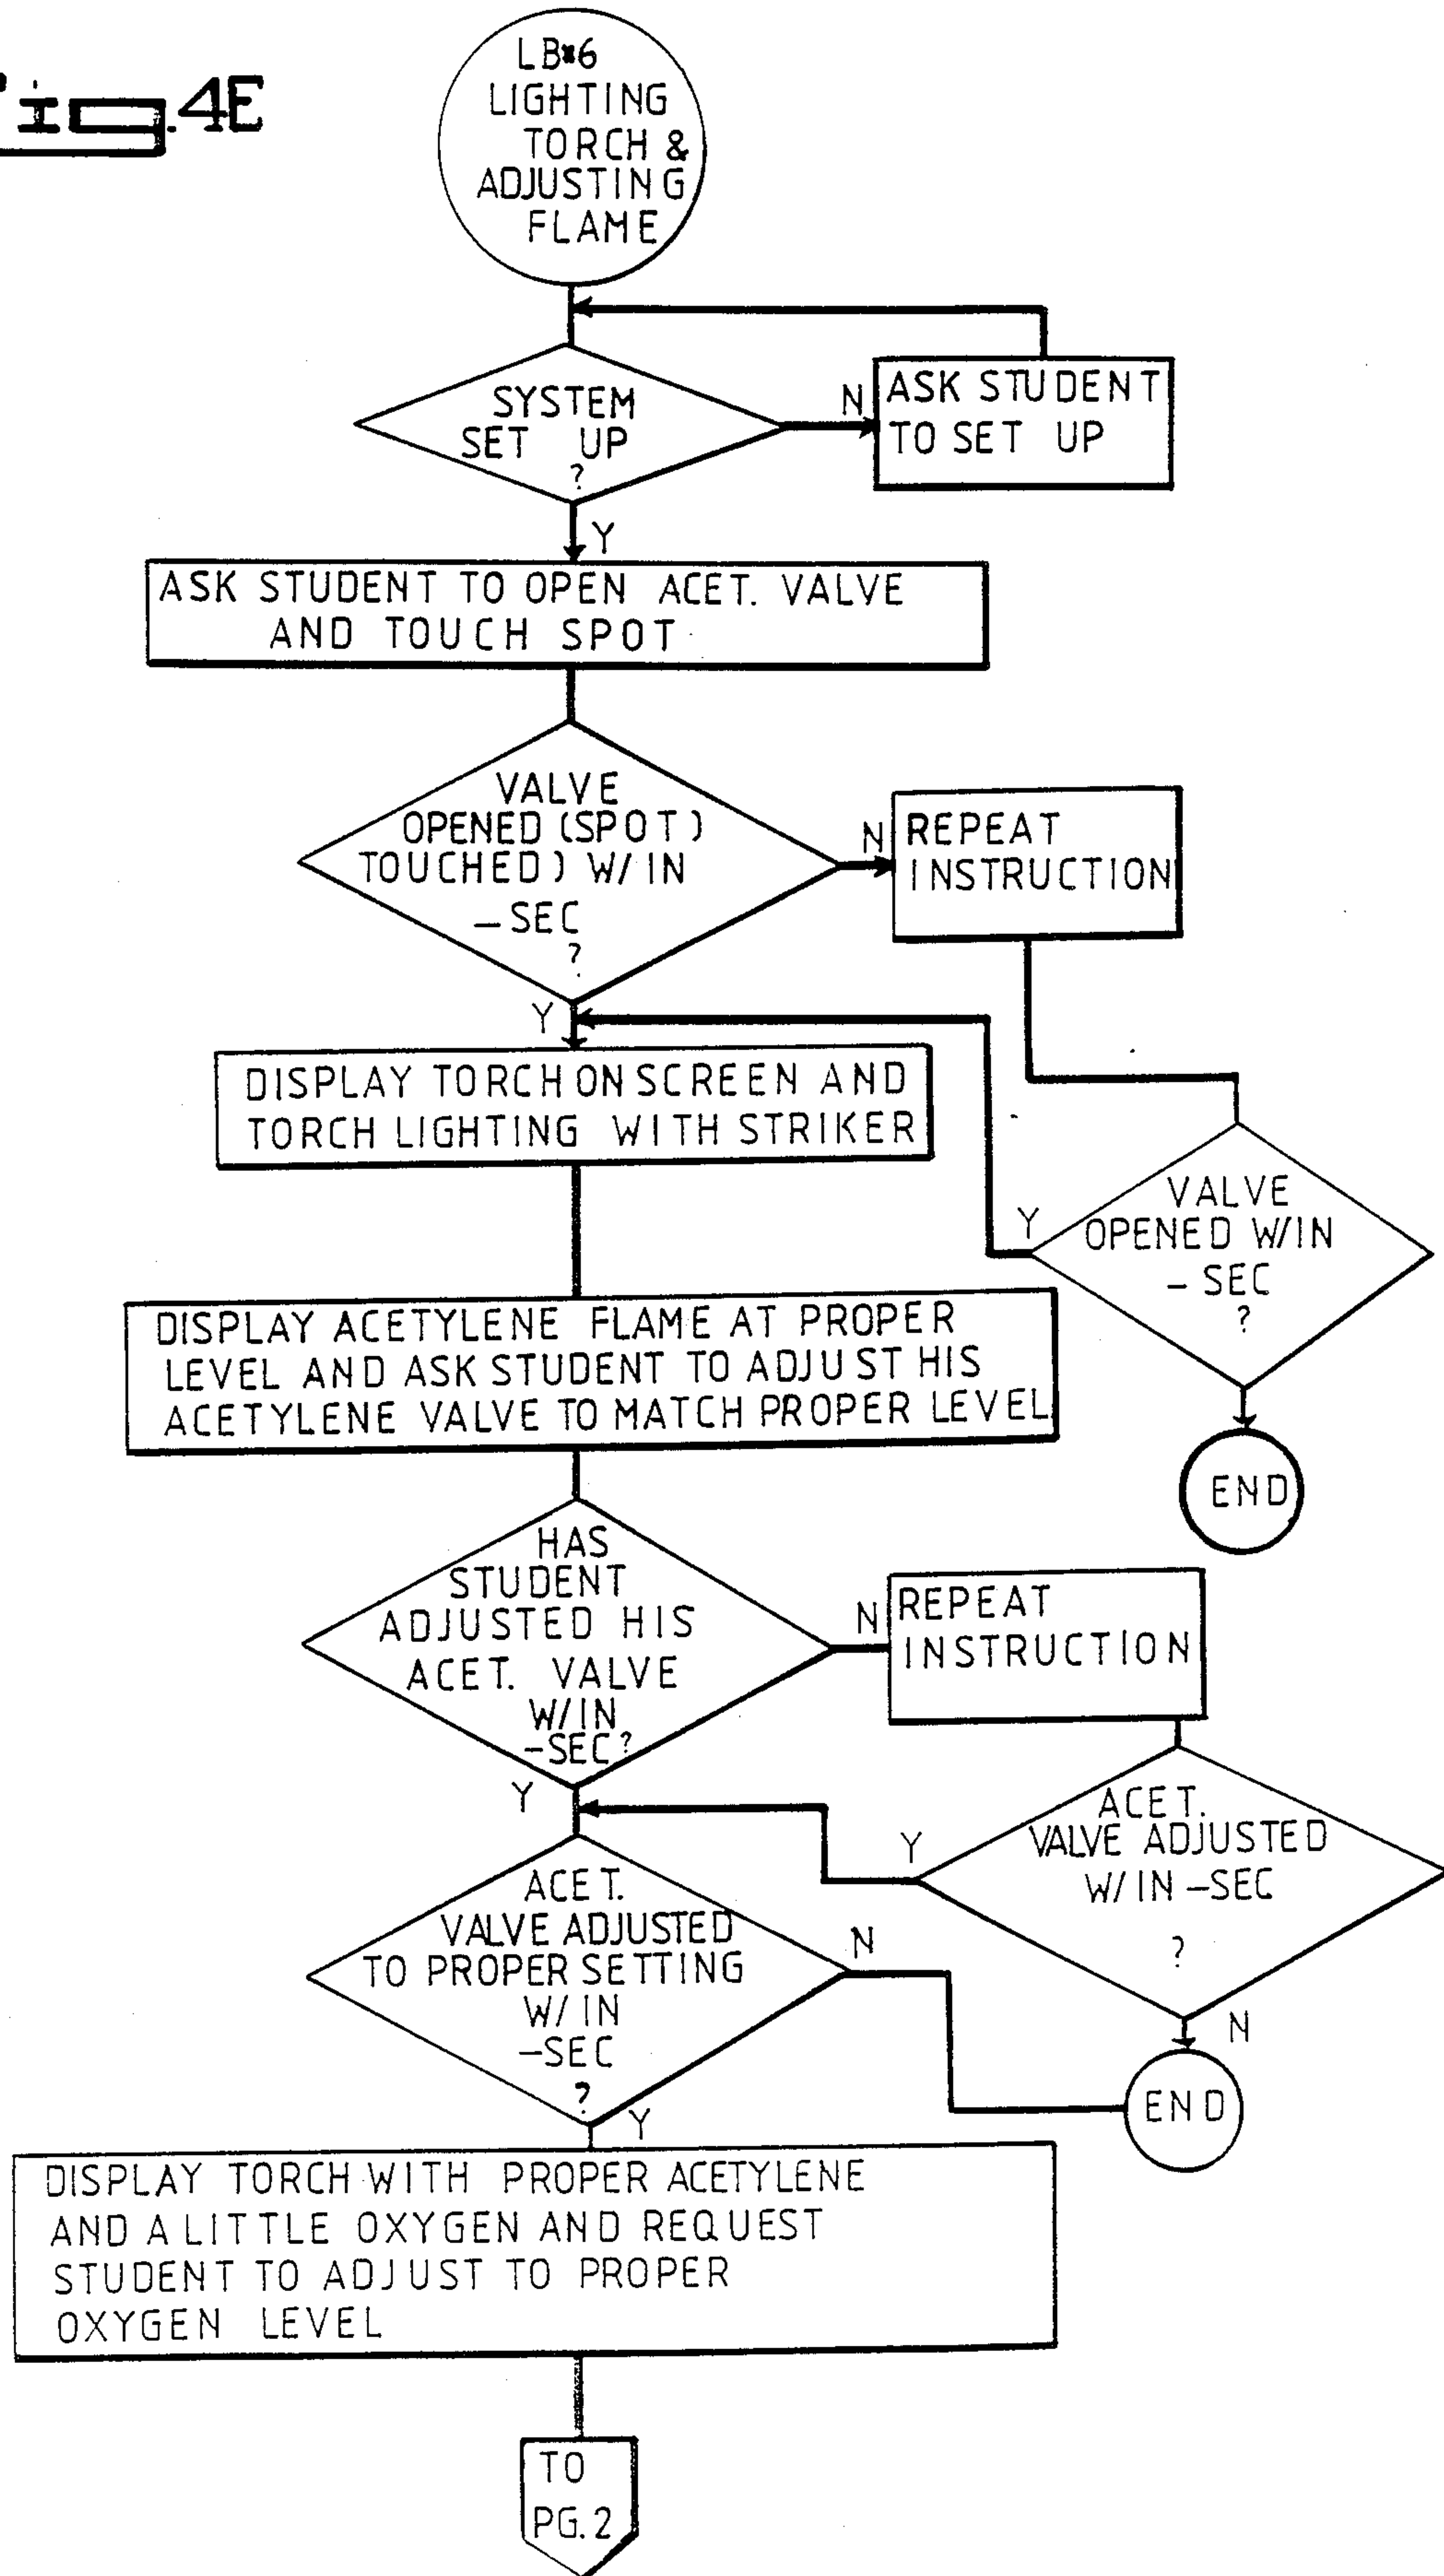 Fig. 4E
LB#6
LIGHTING
TORCH &
ADJUSTING
FLAME
SYSTEM
SET UP
?
N
ASK STUDENT
TO SET UP
Y
ASK STUDENT TO OPEN ACET. VALVE
AND TOUCH SPOT
VALVE
OPENED (SPOT)
TOUCHED) W/IN
—SEC
?
N
REPEAT
INSTRUCTION
Y
DISPLAY TORCH ON SCREEN AND
TORCH LIGHTING WITH STRIKER
VALVE
OPENED W/IN
— SEC
?
Y
END
DISPLAY ACETYLENE FLAME AT PROPER
LEVEL AND ASK STUDENT TO ADJUST HIS
ACETYLENE VALVE TO MATCH PROPER LEVEL
HAS
STUDENT
ADJUSTED HIS
ACET. VALVE
W/IN
—SEC?
N
REPEAT
INSTRUCTION
Y
ACET.
VALVE ADJUSTED
W/IN —SEC
?
Y
N
END
ACET.
VALVE ADJUSTED
TO PROPER SETTING
W/IN
—SEC
?
N
Y
DISPLAY TORCH WITH PROPER ACETYLENE
AND A LITTLE OXYGEN AND REQUEST
STUDENT TO ADJUST TO PROPER
OXYGEN LEVEL
TO
PG.2